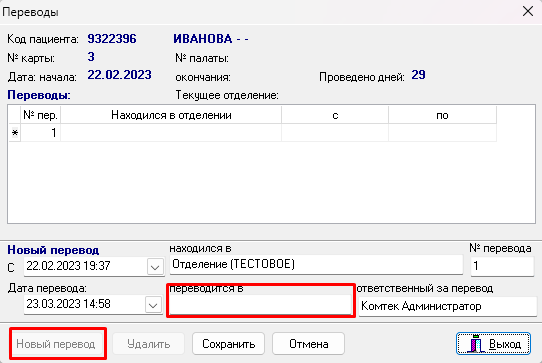 Переводы
Код пациента: 9322396 ИВАНОВА - -
№ карты: 3 № палаты:
Дата: начала: 22.02.2023 окончания: Проведено дней: 29
Переводы: Текущее отделение:
№ пер. Находился в отделении с по
* 1
Новый перевод находился в № перевода
С 22.02.2023 19:37 Отделение (ТЕСТОВОЕ) 1
Дата перевода: переводится в ответственный за перевод
23.03.2023 14:58 Комтек Администратор
Новый перевод Удалить Сохранить Отмена Выход